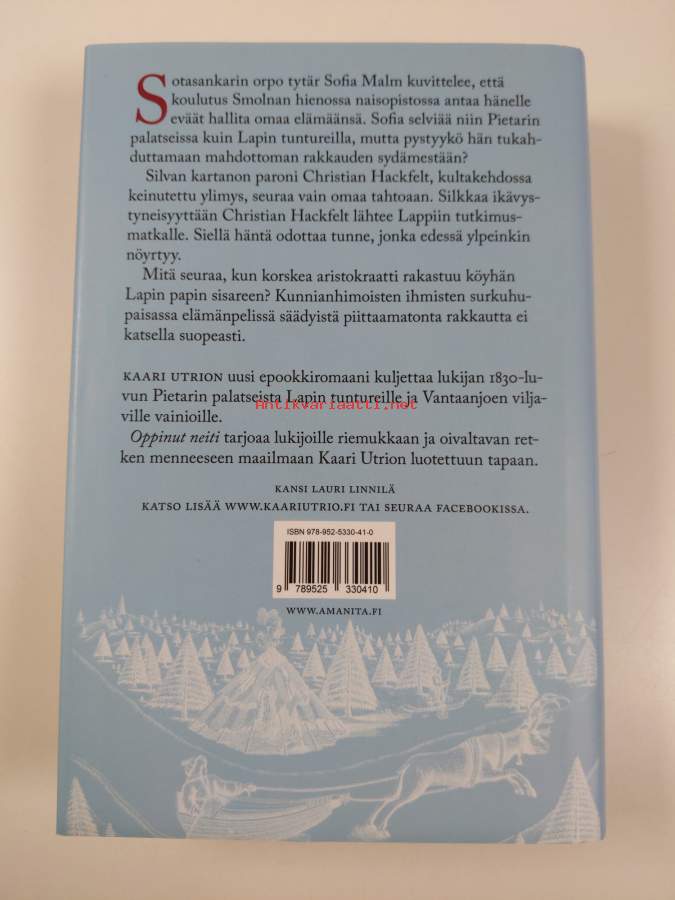 Sotasankarin orpo tytär Sofia Malm kuvittelee, että
koulutus Smolnan hienossa naisopistossa antaa hänelle
eväät hallita omaa elämäänsä. Sofia selviää niin Pietarin
palatseissa kuin Lapin tuntureilla, mutta pystyykö hän tukah-
duttamaan mahdottoman rakkauden sydämestään?
Silvan kartanon paroni Christian Hackfelt, kultakehdossa
keinutettu ylimys, seuraa vain omaa tahtoaan. Silkkaa ikävys-
tyneisyyttään Christian Hackfelt lähtee Lappiin tutkimus-
matkalle. Siellä häntä odottaa tunne, jonka edessä ylpeinkin
nöyrtyy.
Mitä seuraa, kun korskea aristokraatti rakastuu köyhän
Lapin papin sisareen? Kunnianhimoisten ihmisten surkuhu-
paisassa elämänpelissä säädyistä piittaamatonta rakkautta ei
katsella suopeasti.
KAARI UTRION uusi epookkiromaani kuljettaa lukijan 1830-lu-
vun Pietarin palatseista Lapin tuntureille ja Vantaanjoen vilja-
ville vainioille.
Antikvariaatti.net
Oppinut neiti tarjoaa lukijoille riemukkaan ja oivaltavan ret-
ken menneeseen maailmaan Kaari Utrion luotettuun tapaan.
KANSI LAURI LINNILÄ
KATSO LISÄÄ WWW.KAARIUTRIO.FI TAI SEURAA FACEBOOKISSA.
ISBN 978-952-5330-41-0
9 789525 330410
WWW.AMANITA.FI